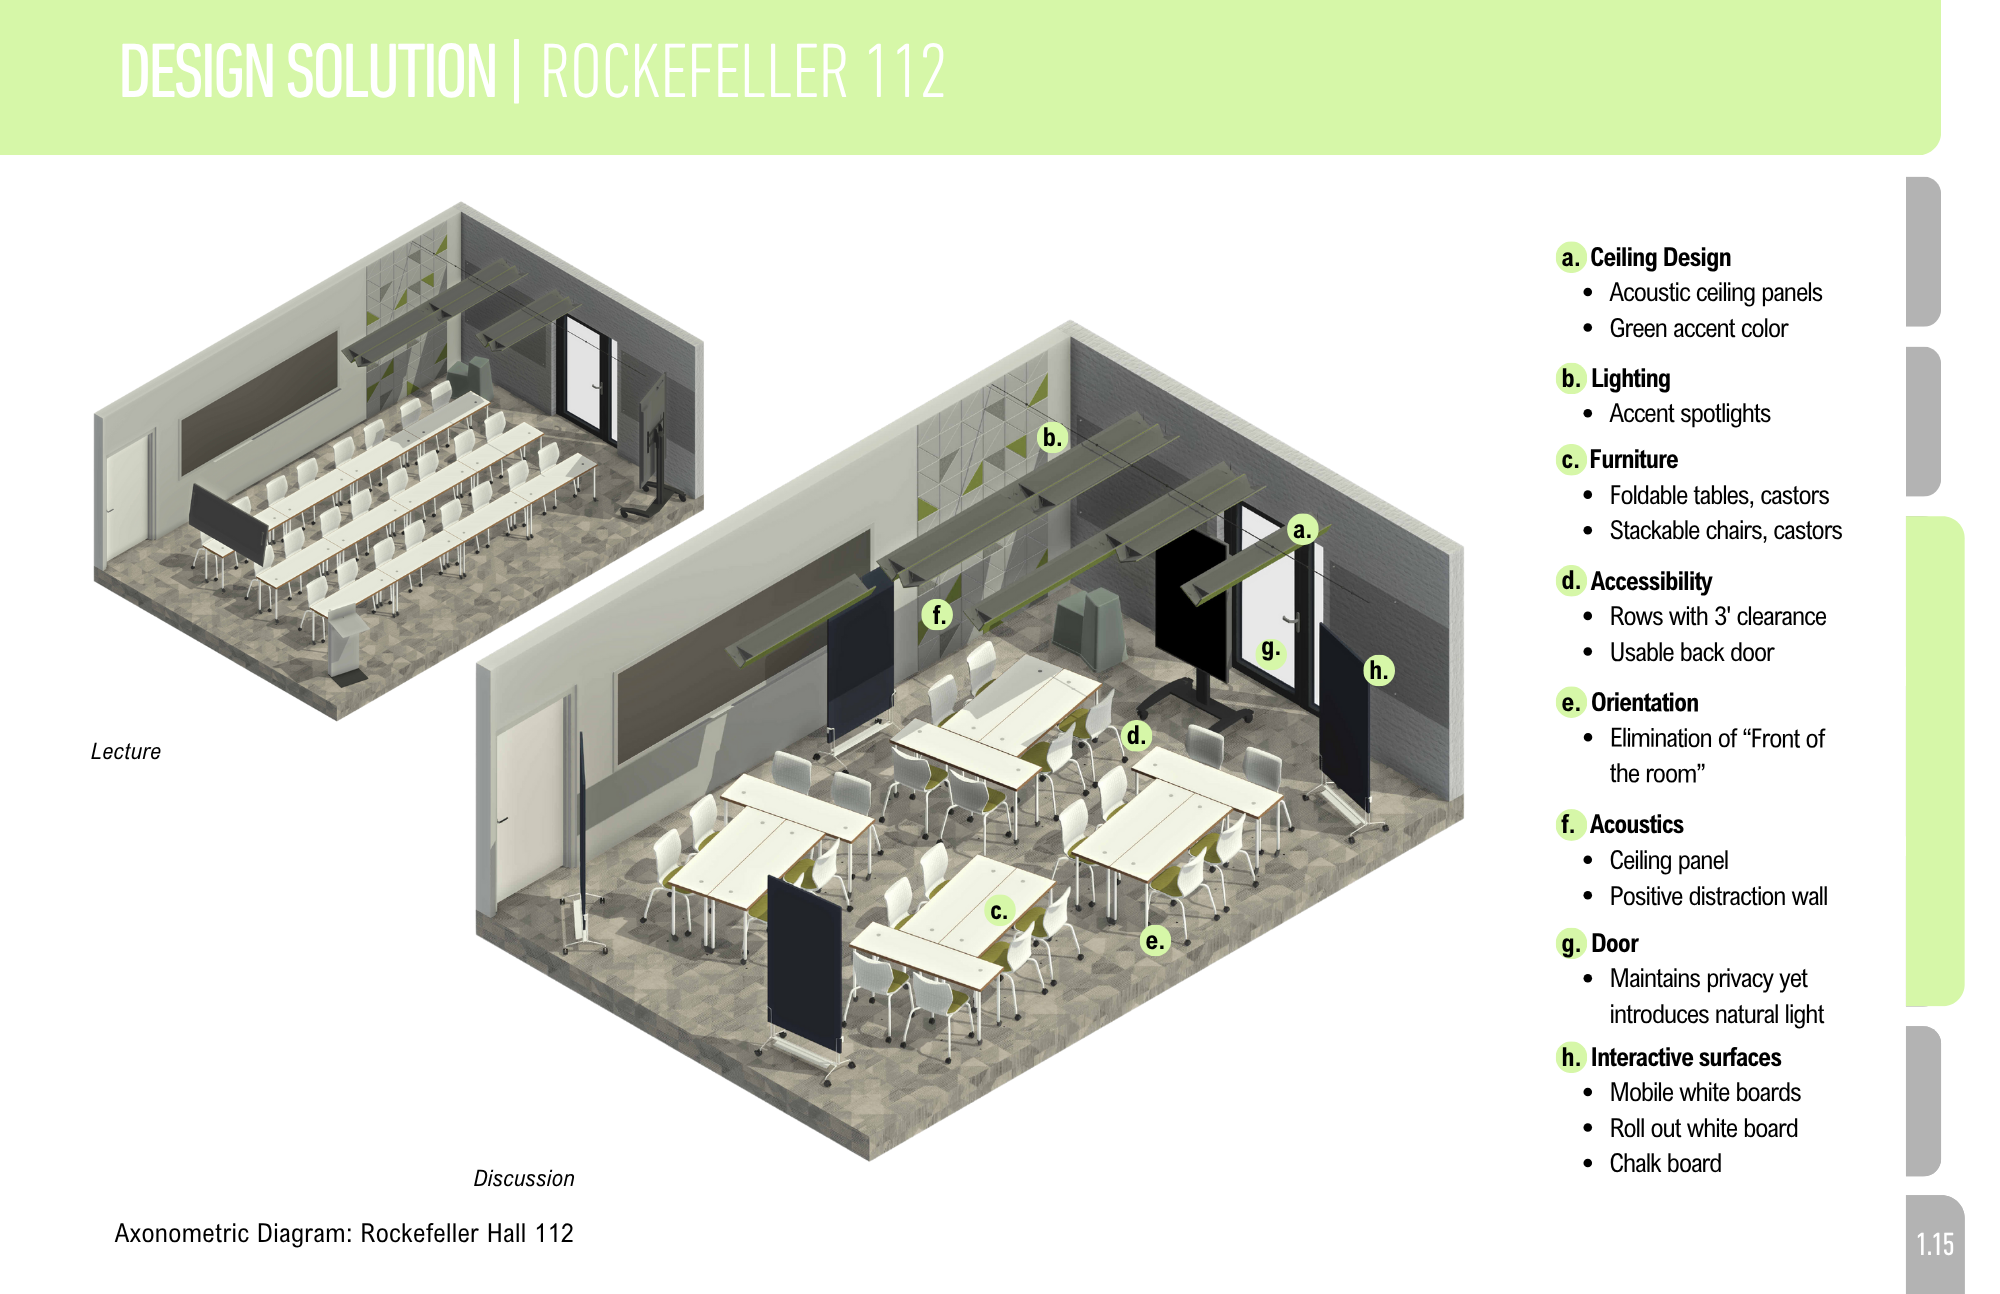 DESIGN SOLUTION | ROCKEFELLER 112
b.
a.
f.
g.
h.
d.
c.
e.
Lecture
Discussion
Axonometric Diagram: Rockefeller Hall 112
a. Ceiling Design
• Acoustic ceiling panels
• Green accent color
b. Lighting
• Accent spotlights
c. Furniture
• Foldable tables, castors
• Stackable chairs, castors
d. Accessibility
• Rows with 3' clearance
• Usable back door
e. Orientation
• Elimination of “Front of
the room”
f. Acoustics
• Ceiling panel
• Positive distraction wall
g. Door
• Maintains privacy yet
introduces natural light
h. Interactive surfaces
• Mobile white boards
• Roll out white board
• Chalk board
1.15